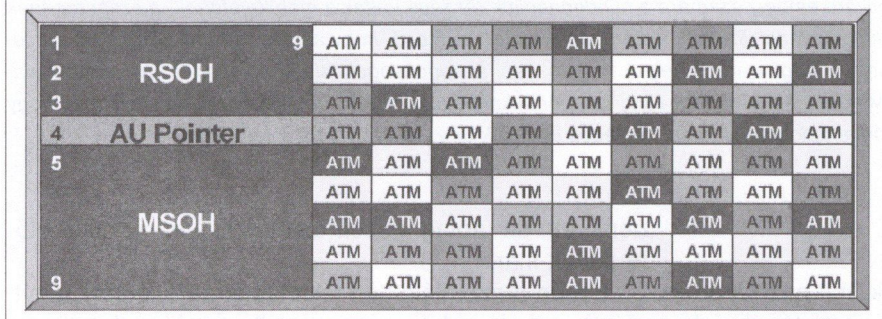 1 9 ATM ATM ATM ATM ATM ATM ATM ATM ATM
2 RSOH ATM ATM ATM ATM ATM ATM ATM ATM ATM
3 ATM ATM ATM ATM ATM ATM ATM ATM ATM
4 AU Pointer ATM ATM ATM ATM ATM ATM ATM ATM ATM
5 ATM ATM ATM ATM ATM ATM ATM ATM ATM
ATM ATM ATM ATM ATM ATM ATM ATM ATM
MSOH ATM ATM ATM ATM ATM ATM ATM ATM ATM
ATM ATM ATM ATM ATM ATM ATM ATM ATM
9 ATM ATM ATM ATM ATM ATM ATM ATM ATM